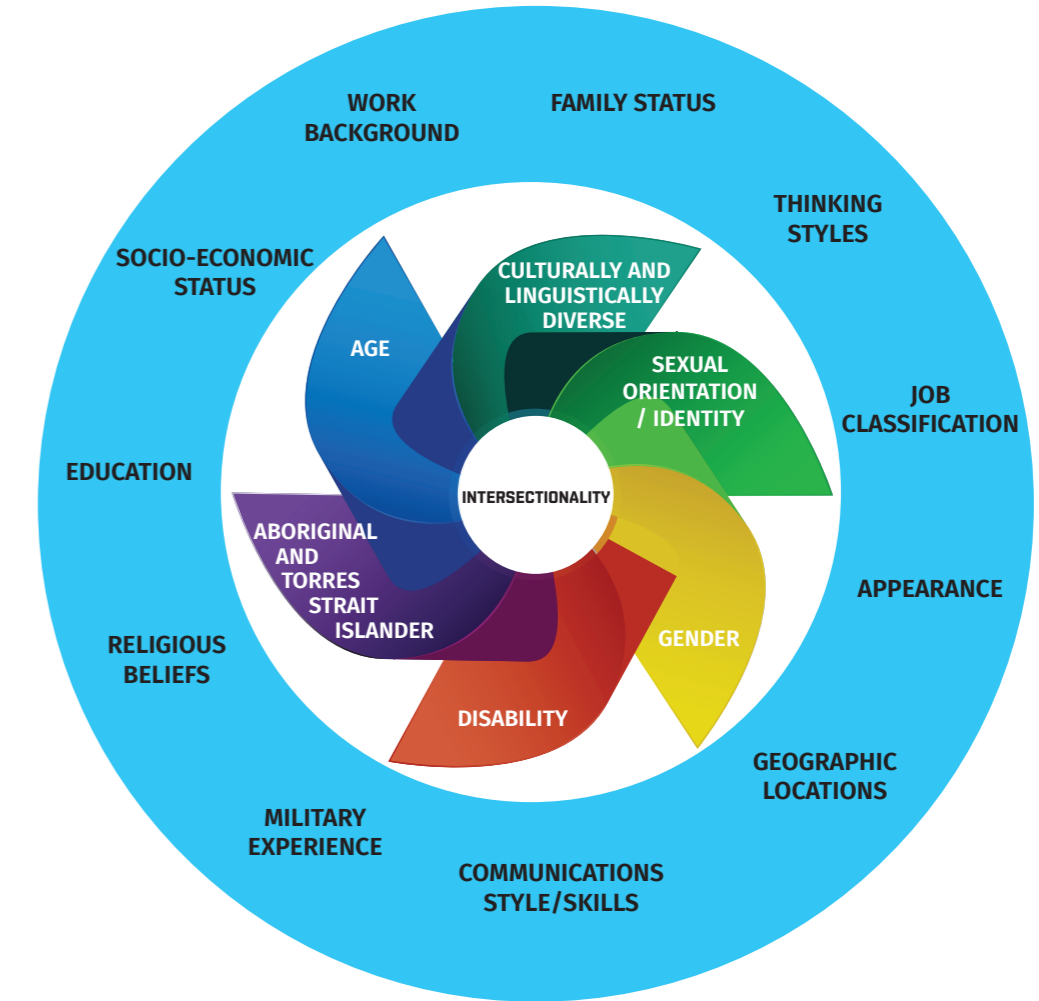 WORK
BACKGROUND
FAMILY STATUS
THINKING
STYLES
SOCIO-ECONOMIC
STATUS
CULTURALLY AND
LINGUISTICALLY
DIVERSE
AGE
SEXUAL
ORIENTATION
/ IDENTITY
JOB
CLASSIFICATION
EDUCATION
INTERSECTIONALITY
ABORIGINAL
AND
TORRES
STRAIT
ISLANDER
APPEARANCE
RELIGIOUS
BELIEFS
GENDER
DISABILITY
GEOGRAPHIC
LOCATIONS
MILITARY
EXPERIENCE
COMMUNICATIONS
STYLE/SKILLS